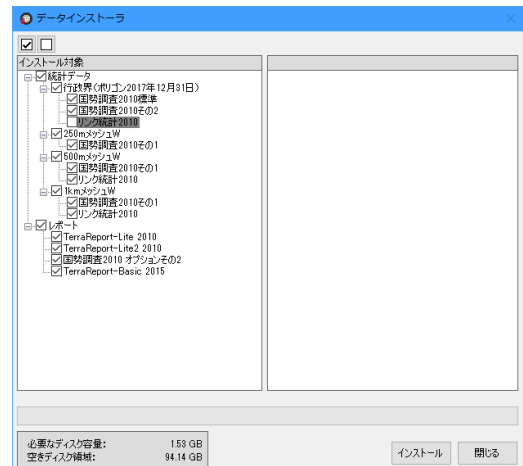 データインストーラ
インストール対象
統計データ
行政界(ポリゴン2017年12月31日)
国勢調査2010標準
国勢調査2010その2
リンク統計2010
250mメッシュW
国勢調査2010その1
500mメッシュW
国勢調査2010その1
リンク統計2010
1kmメッシュW
国勢調査2010その1
リンク統計2010
レポート
TerraReport-Lite 2010
TerraReport-Lite2 2010
国勢調査2010 オプションその2
TerraReport-Basic 2015
必要なディスク容量: 1.53 GB
空きディスク領域: 94.14 GB
インストール 閉じる